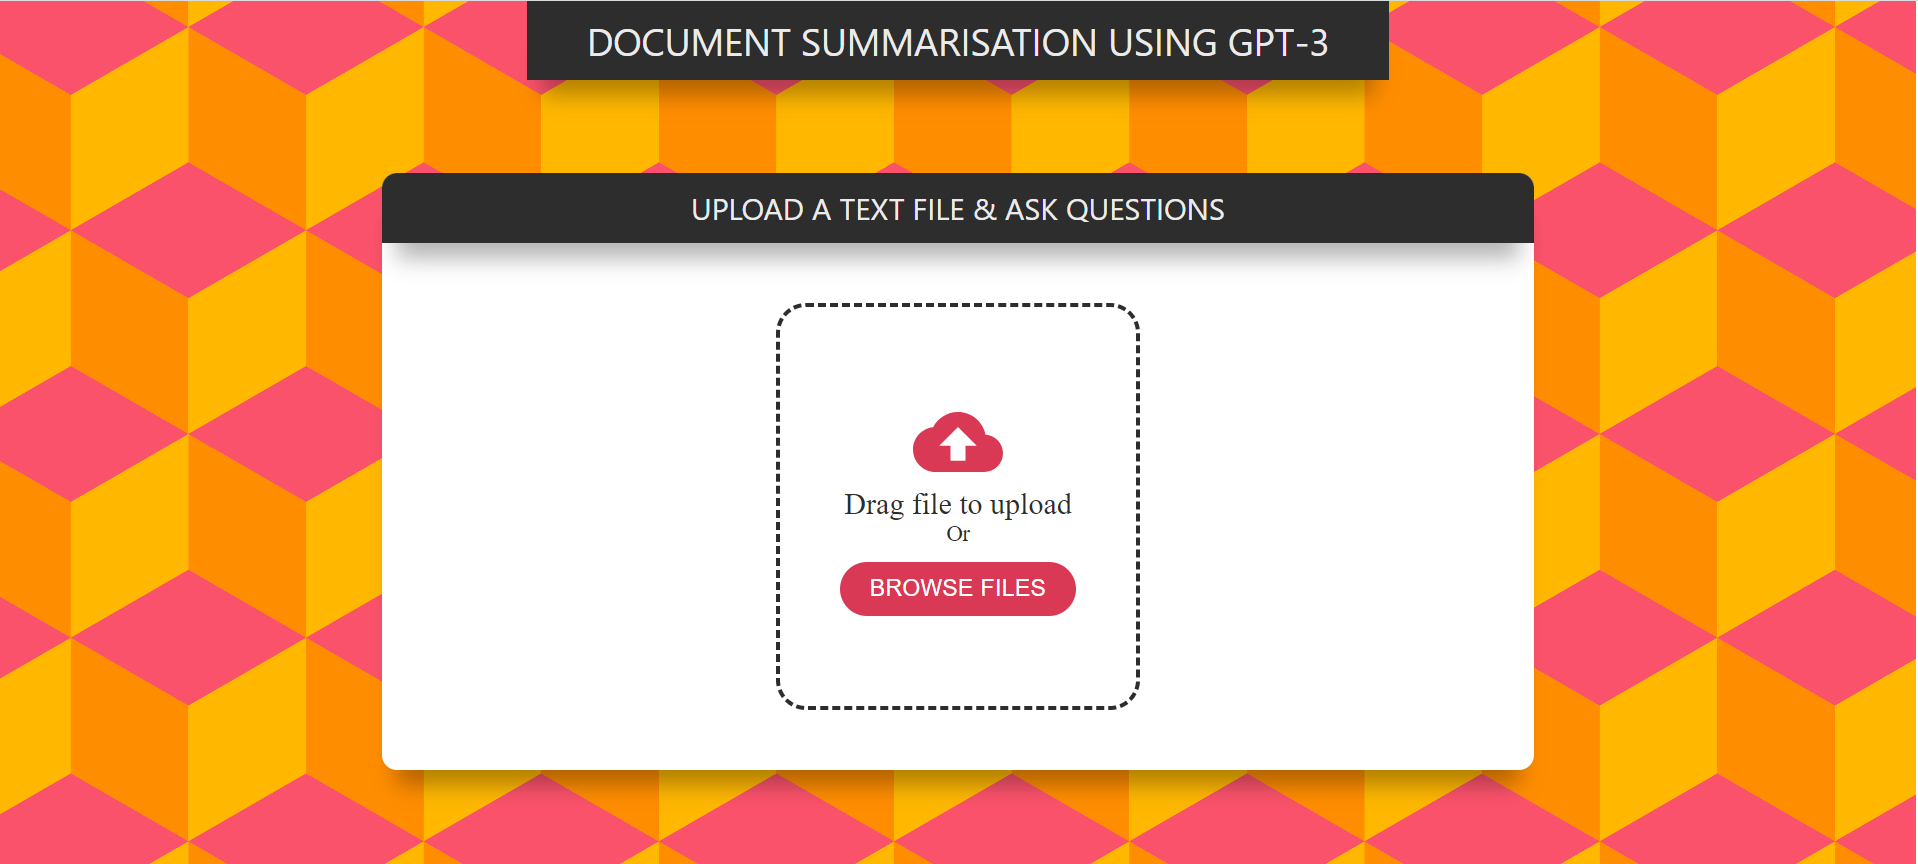 DOCUMENT SUMMARISATION USING GPT-3
UPLOAD A TEXT FILE & ASK QUESTIONS
Drag file to upload
Or
BROWSE FILES